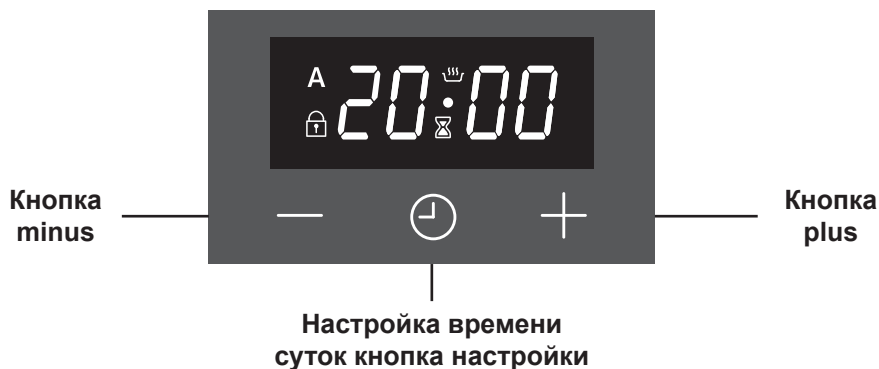 A 20:00
Кнопка
minus
Кнопка
plus
Настройка времени
суток кнопка настройки